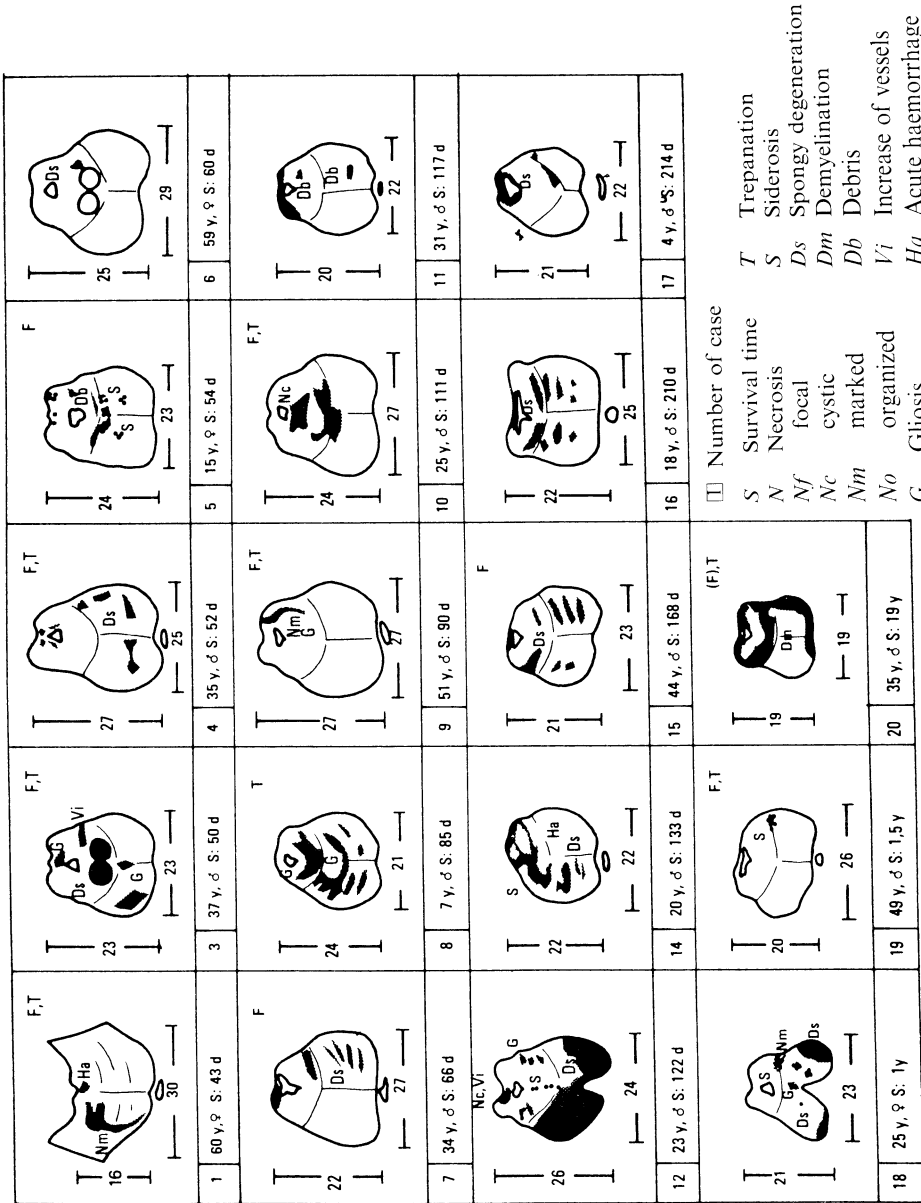 F,T
Ha
Nm
16
30
1 60 y, ♀ S: 43 d
F,T
G
Vi
Ds
G
23
23
3 37 y, ♂ S: 50 d
F,T
Ds
27
25
4 35 y, ♂ S: 52 d
F
Db
S
S
24
23
5 15 y, ♀ S: 54 d
Ds
25
29
6 59 y, ♀ S: 60 d
F
Ds
22
27
7 34 y, ♂ S: 66 d
T
G
G
24
21
8 7 y, ♂ S: 85 d
F,T
Nm
G
27
27
9 51 y, ♂ S: 90 d
F,T
Nc
24
27
10 25 y, ♂ S: 111 d
Db
Db
20
22
11 31 y, ♂ S: 117 d
Nc, Vi
G
S
Ds
26
24
12 23 y, ♂ S: 122 d
S
Ha
Ds
22
22
14 20 y, ♂ S: 133 d
F
Ds
21
23
15 44 y, ♂ S: 168 d
Ds
22
25
16 18 y, ♂ S: 210 d
Ds
21
22
17 4 y, ♂ S: 214 d
S
Nm
G
Ds
Ds
21
23
18 25 y, ♀ S: 1y
F,T
S
20
26
19 49 y, ♂ S: 1,5 y
(F),T
Dm
19
19
20 35 y, ♂ S: 19 y
1 Number of case
S Survival time
N Necrosis
Nf focal
Nc cystic
Nm marked
No organized
G Gliosis
T Trepanation
S Siderosis
Ds Spongy degeneration
Dm Demyelination
Db Debris
Vi Increase of vessels
Ha Acute haemorrhage